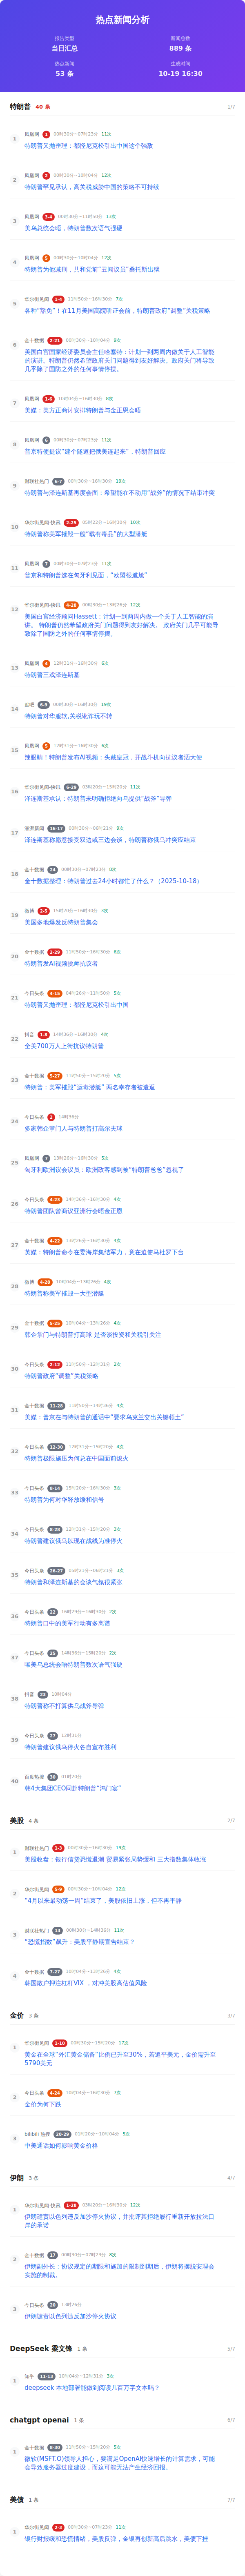 热点新闻分析
报告类型
当日汇总
新闻总数
889 条
热点新闻
53 条
生成时间
10-19 16:30
特朗普 40 条 1/7
1 凤凰网 1 00时30分~07时23分 11次
特朗普又抛歪理：都怪尼克松引出中国这个强敌
2 凤凰网 2 00时30分~10时04分 12次
特朗普罕见承认，高关税威胁中国的策略不可持续
3 凤凰网 3-4 00时30分~11时50分 13次
美乌总统会晤，特朗普数次语气强硬
4 凤凰网 5 00时30分~10时04分 12次
特朗普为他减刑，共和党前“丑闻议员”桑托斯出狱
5 华尔街见闻 1-4 11时50分~16时30分 7次
各种“豁免”！在11月美国高院听证会前，特朗普政府“调整”关税策略
6 金十数据 2-21 00时30分~10时04分 9次
美国白宫国家经济委员会主任哈塞特：计划一到两周内做关于人工智能
的演讲。特朗普仍然希望政府关门问题得到友好解决。政府关门将导致
几乎除了国防之外的任何事情停摆。
7 凤凰网 1-6 10时04分~16时30分 8次
美媒：美方正商讨安排特朗普与金正恩会晤
8 凤凰网 6 00时30分~07时23分 11次
普京特使提议“建个隧道把俄美连起来”，特朗普回应
9 财联社热门 6-7 00时30分~16时30分 19次
特朗普与泽连斯基再度会面：希望能在不动用“战斧”的情况下结束冲突
10 华尔街见闻-快讯 2-25 05时21分~16时30分 10次
特朗普称美军摧毁一艘“载有毒品”的大型潜艇
11 凤凰网 7 00时30分~07时23分 11次
普京和特朗普选在匈牙利见面，“欧盟很尴尬”
12 华尔街见闻-快讯 4-28 00时30分~13时26分 12次
美国白宫经济顾问Hassett：计划一到两周内做一个关于人工智能的演
讲。 特朗普仍然希望政府关门问题得到友好解决。 政府关门几乎可能导
致除了国防之外的任何事情停摆。
13 凤凰网 4 12时31分~16时30分 6次
特朗普三戏泽连斯基
14 贴吧 6-8 00时30分~16时30分 19次
特朗普对华服软,关税讹诈玩不转
15 凤凰网 5 12时31分~16时30分 6次
辣眼睛！特朗普发布AI视频：头戴皇冠，开战斗机向抗议者洒大便
16 华尔街见闻-快讯 6-29 03时20分~15时20分 11次
泽连斯基承认：特朗普未明确拒绝向乌提供“战斧”导弹
17 澎湃新闻 16-17 00时30分~08时21分 9次
泽连斯基称愿意接受双边或三边会谈，特朗普称俄乌冲突应结束
18 金十数据 24 00时30分~07时23分 8次
金十数据整理：特朗普过去24小时都忙了什么？（2025-10-18）
19 微博 2-5 15时20分~16时30分 3次
美国多地爆发反特朗普集会
20 金十数据 2-29 11时50分~16时30分 6次
特朗普发AI视频挑衅抗议者
21 今日头条 4-15 04时26分~11时50分 5次
特朗普又抛歪理：都怪尼克松引出中国
22 抖音 1-8 14时36分~16时30分 4次
全美700万人上街抗议特朗普
23 金十数据 5-27 11时50分~15时20分 5次
特朗普：美军摧毁“运毒潜艇” 两名幸存者被遣返
24 今日头条 3 14时36分
多家韩企掌门人与特朗普打高尔夫球
25 凤凰网 7 13时26分~16时30分 5次
匈牙利欧洲议会议员：欧洲政客感到被“特朗普爸爸”忽视了
26 今日头条 4-23 14时36分~16时30分 4次
特朗普团队曾商议亚洲行会晤金正恩
27 金十数据 4-22 13时26分~16时30分 4次
英媒：特朗普命令在委海岸集结军力，意在迫使马杜罗下台
28 微博 4-28 10时04分~13时26分 4次
特朗普称美军摧毁一大型潜艇
29 金十数据 5-25 10时04分~13时26分 4次
韩企掌门与特朗普打高球 是否谈投资和关税引关注
30 今日头条 2-12 11时50分~12时31分 2次
特朗普政府“调整”关税策略
31 金十数据 11-28 11时50分~14时36分 4次
美媒：普京在与特朗普的通话中“要求乌克兰交出关键领土”
32 今日头条 12-30 12时31分~15时20分 4次
特朗普极限施压为何总在中国面前熄火
33 今日头条 8-14 15时20分~16时30分 3次
特朗普为何对华释放缓和信号
34 今日头条 8-28 12时31分~15时20分 3次
特朗普建议俄乌以现在战线为准停火
35 今日头条 26-27 05时21分~08时21分 3次
特朗普和泽连斯基的会谈气氛很紧张
36 今日头条 22 16时29分~16时30分 2次
特朗普口中的美军行动有多离谱
37 今日头条 25 14时36分~15时20分 2次
曝美乌总统会晤特朗普数次语气强硬
38 抖音 23 10时04分
特朗普称不打算供乌战斧导弹
39 今日头条 27 12时31分
特朗普建议俄乌停火各自宣布胜利
40 百度热搜 30 01时20分
韩4大集团CEO同赴特朗普“鸿门宴”
美股 4 条 2/7
1 财联社热门 1-3 00时30分~16时30分 19次
美股收盘：银行信贷恐慌退潮 贸易紧张局势缓和 三大指数集体收涨
2 华尔街见闻 5-9 00时30分~10时04分 12次
“4月以来最动荡一周”结束了，美股依旧上涨，但不再平静
3 财联社热门 13 00时30分~14时36分 11次
“恐慌指数”飙升：美股平静期宣告结束？
4 金十数据 7-27 10时04分~13时26分 4次
韩国散户押注杠杆VIX ，对冲美股高估值风险
金价 3 条 3/7
1 华尔街见闻 1-10 00时30分~15时20分 17次
黄金在全球“外汇黄金储备”比例已升至30%，若追平美元，金价需升至
5790美元
2 今日头条 4-24 10时04分~16时30分 7次
金价为何下跌
3 bilibili 热搜 20-29 01时20分~10时04分 5次
中美通话如何影响黄金价格
伊朗 3 条 4/7
1 华尔街见闻-快讯 1-28 03时20分~16时30分 12次
伊朗谴责以色列违反加沙停火协议，并批评其拒绝履行重新开放拉法口
岸的承诺
2 金十数据 17 00时30分~07时23分 8次
伊朗副外长：协议规定的期限和施加的限制到期后，伊朗将摆脱安理会
实施的制裁。
3 今日头条 20 13时26分
伊朗谴责以色列违反加沙停火协议
DeepSeek 梁文锋 1 条 5/7
1 知乎 11-13 10时04分~12时31分 3次
deepseek 本地部署能做到阅读几百万字文本吗？
chatgpt openai 1 条 6/7
1 金十数据 8-30 11时50分~15时20分 5次
微软(MSFT.O)领导人担心，要满足OpenAI快速增长的计算需求，可能
会导致服务器过度建设，而这可能无法产生经济回报。
美债 1 条 7/7
1 华尔街见闻 2-3 00时30分~07时23分 11次
银行财报缓和恐慌情绪，美股反弹，金银再创新高后跳水，美债下挫